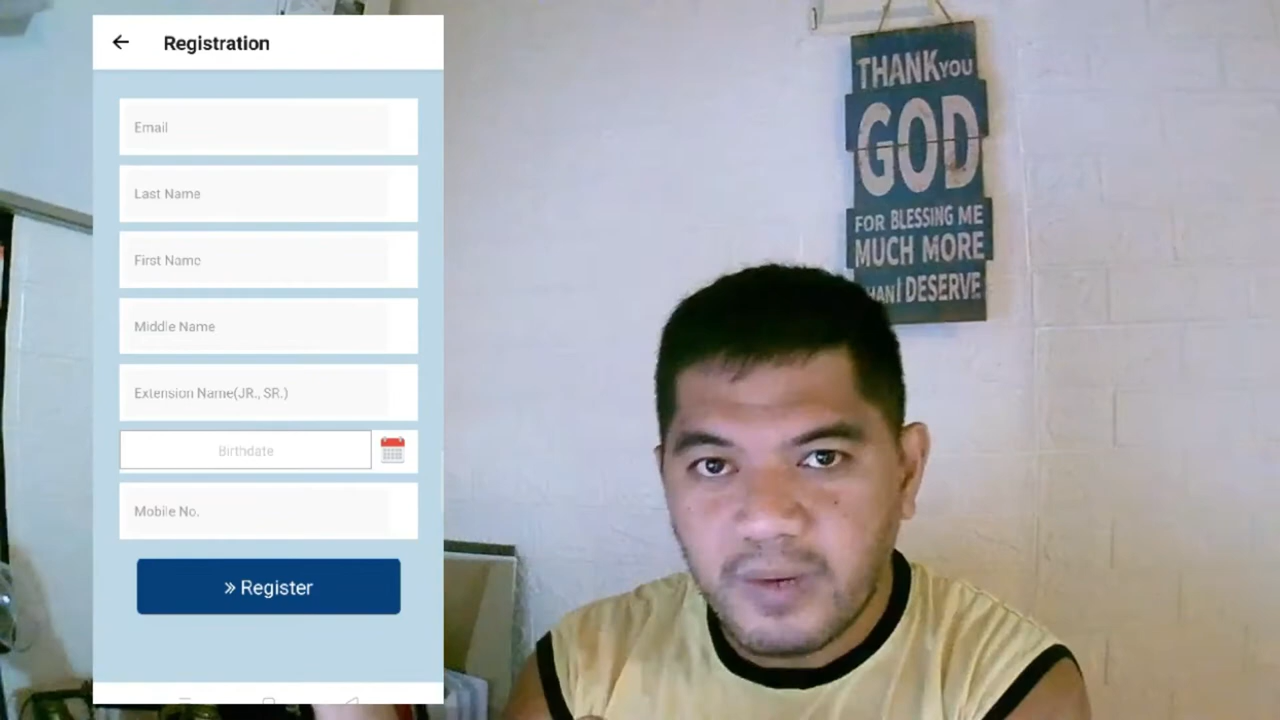 Registration
Email
Last Name
First Name
Middle Name
Extension Name(JR., SR.)
Birthdate
Mobile No.
» Register
THANK YOU
GOD
FOR BLESSING ME
MUCH MORE
I DESERVE